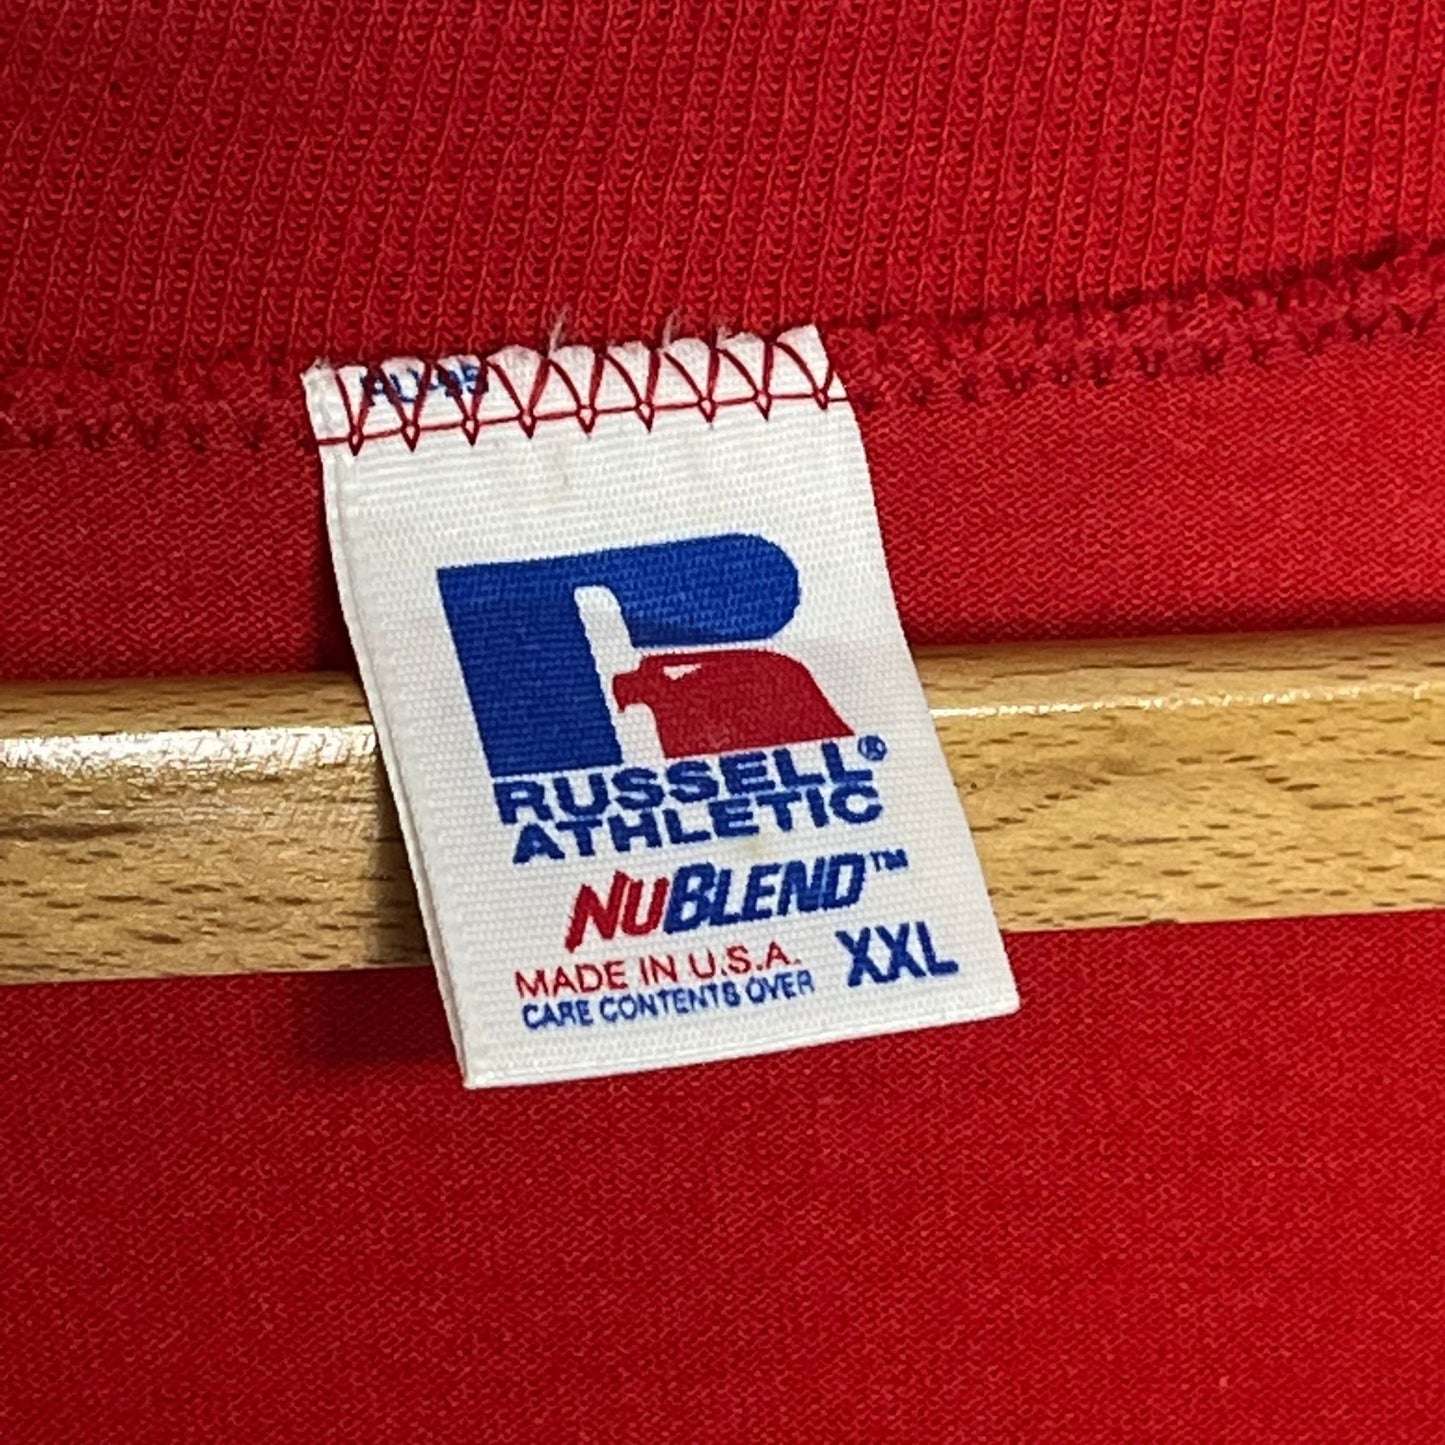 RUSSELL®
ATHLETIC
NUBLEND™
MADE IN U.S.A.
CARE CONTENTS OVER XXL